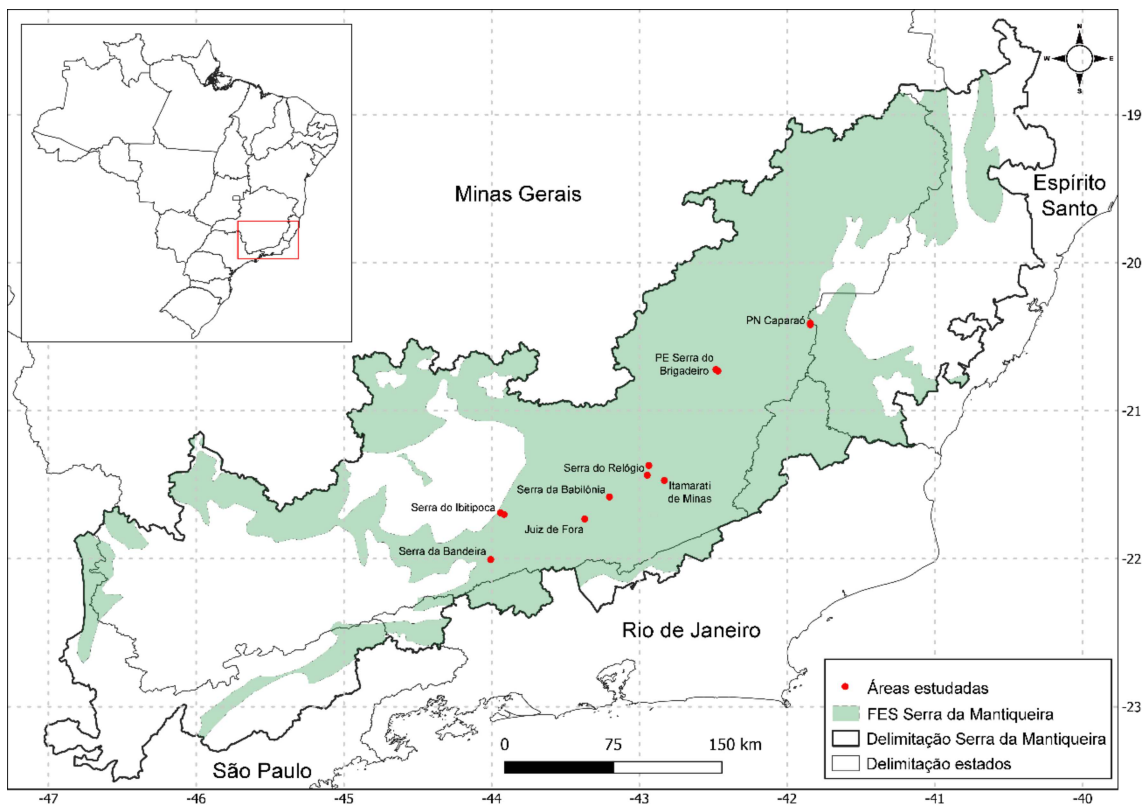 N
W E
S
-19
Minas Gerais
Espírito
Santo
-20
PN Caparaó
PE Serra do
Brigadeiro
-21
Serra do Relógio
Itamarati
de Minas
Serra da Babilônia
Serra do Ibitipoca
Juiz de Fora
Serra da Bandeira
-22
Rio de Janeiro
Áreas estudadas
FES Serra da Mantiqueira
Delimitação Serra da Mantiqueira
Delimitação estados
-23
0 75 150 km
São Paulo
-47 -46 -45 -44 -43 -42 -41 -40